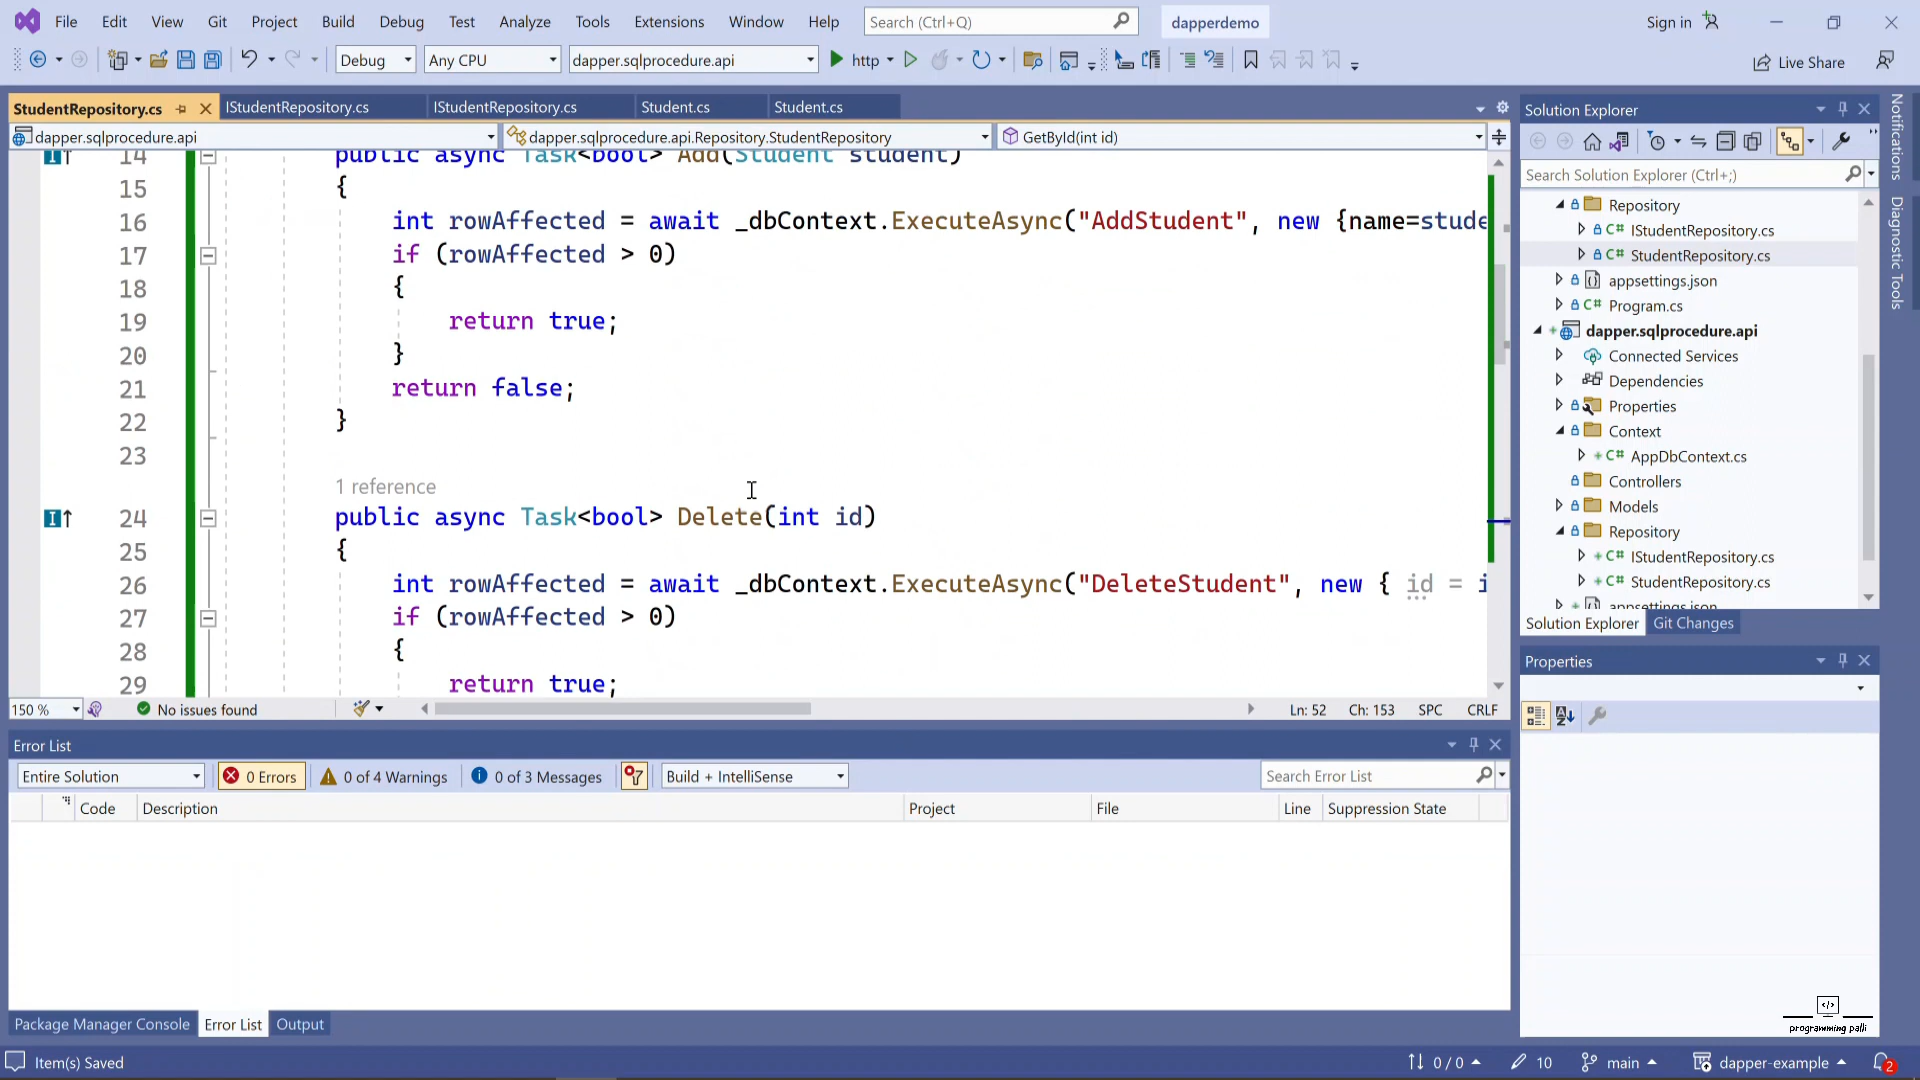 File Edit View Git Project Build Debug Test Analyze Tools Extensions Window Help Search (Ctrl+Q) dapperdemo Sign in
Debug Any CPU dapper.sqlprocedure.api http Live Share
StudentRepository.cs IStudentRepository.cs IStudentRepository.cs Student.cs Student.cs
dapper.sqlprocedure.api dapper.sqlprocedure.api.Repository.StudentRepository GetById(int id)
14 public async Task<bool> Add(Student student)
15 {
16 int rowAffected = await _dbContext.ExecuteAsync("AddStudent", new {name=stude
17 if (rowAffected > 0)
18 {
19 return true;
20 }
21 return false;
22 }
23
1 reference
24 public async Task<bool> Delete(int id)
25 {
26 int rowAffected = await _dbContext.ExecuteAsync("DeleteStudent", new { id = i
27 if (rowAffected > 0)
28 {
29 return true;
150 % No issues found Ln: 52 Ch: 153 SPC CRLF
Error List
Entire Solution 0 Errors 0 of 4 Warnings 0 of 3 Messages Build + IntelliSense Search Error List
Code Description Project File Line Suppression State
Package Manager Console Error List Output
Solution Explorer
Search Solution Explorer (Ctrl+;)
Repository
C# IStudentRepository.cs
C# StudentRepository.cs
appsettings.json
C# Program.cs
dapper.sqlprocedure.api
Connected Services
Dependencies
Properties
Context
C# AppDbContext.cs
Controllers
Models
Repository
C# IStudentRepository.cs
C# StudentRepository.cs
appsettings.json
Solution Explorer Git Changes
Properties
Notifications
Diagnostic Tools
programming palli
Item(s) Saved 0 / 0 10 main dapper-example 2